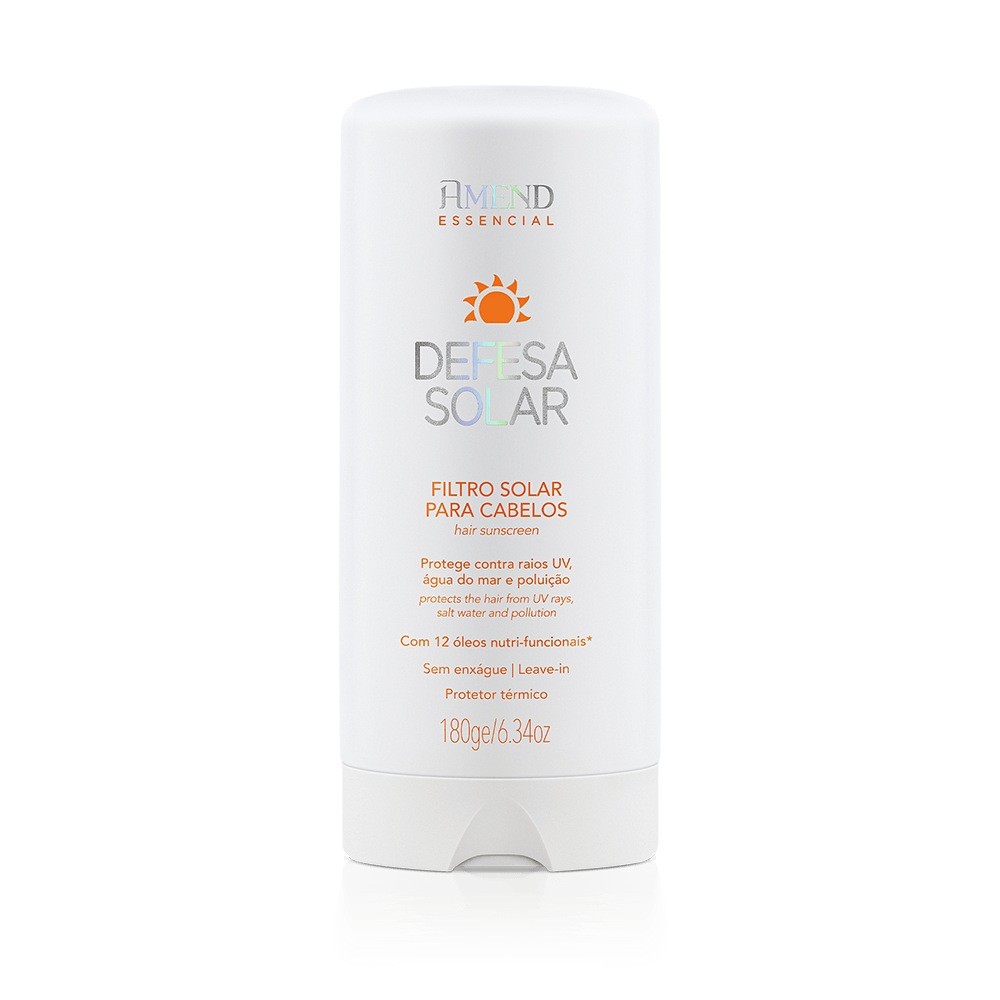 AMEND
ESSENCIAL
DEFESA
SOLAR
FILTRO SOLAR
PARA CABELOS
hair sunscreen
Protege contra raios UV,
água do mar e poluição
protects the hair from UV rays,
salt water and pollution
Com 12 óleos nutri-funcionais*
Sem enxágue | Leave-in
Protetor térmico
180ge/6.34oz